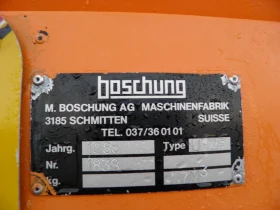 boschung
M. BOSCHUNG AG MASCHINENFABRIK
3185 SCHMITTEN SUISSE
TEL. 037/36 01 01
Jahrg. Type
Nr.
Kg.